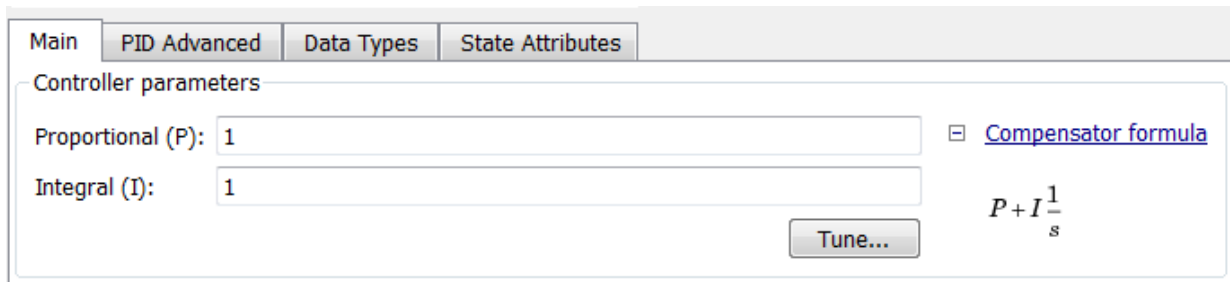 Main PID Advanced Data Types State Attributes
Controller parameters
Proportional (P): 1
Compensator formula
Integral (I): 1
P + I 1/s
Tune...